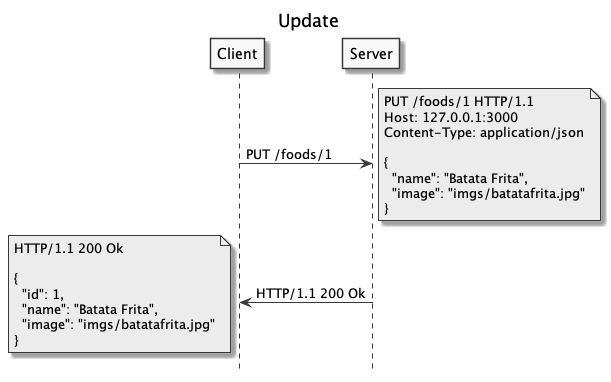 Update
Client
Server
PUT /foods/1 HTTP/1.1
Host: 127.0.0.1:3000
Content-Type: application/json
{
"name": "Batata Frita",
"image": "imgs/batatafrita.jpg"
}
PUT /foods/1
HTTP/1.1 200 Ok
{
"id": 1,
"name": "Batata Frita",
"image": "imgs/batatafrita.jpg"
}
HTTP/1.1 200 Ok